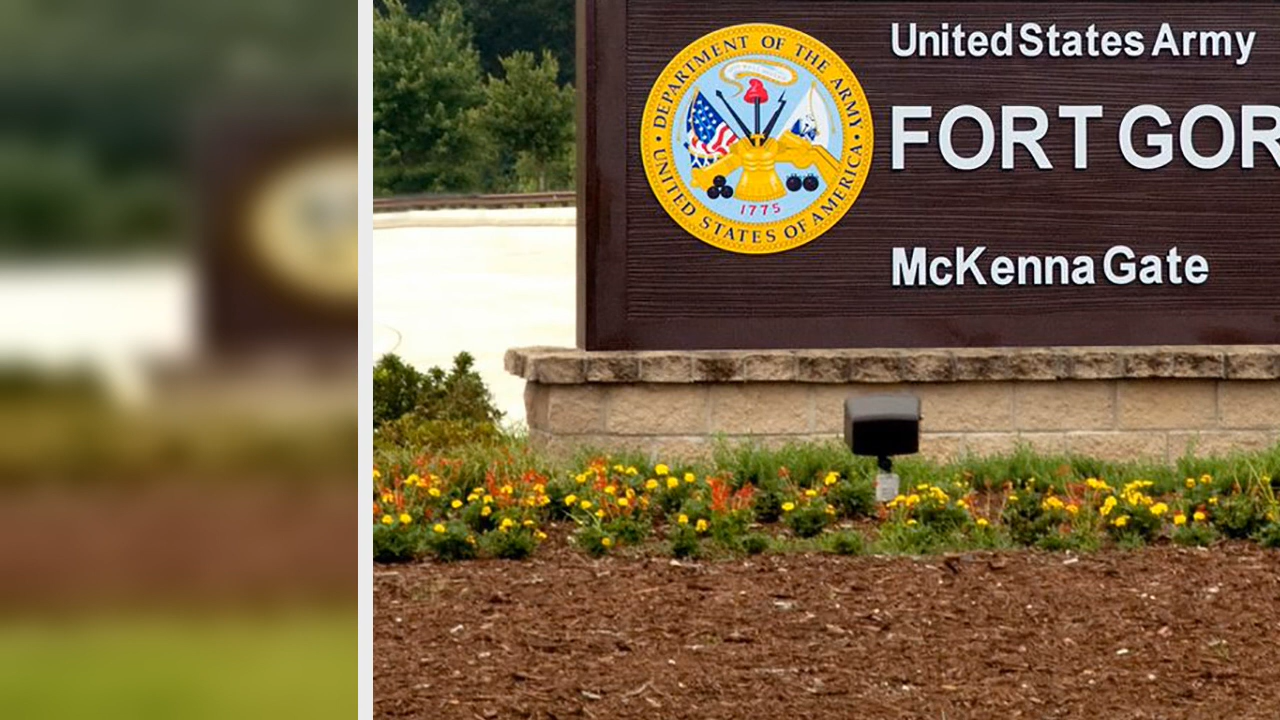 DEPARTMENT OF THE ARMY
UNITED STATES OF AMERICA
1775
United States Army
FORT GOR
McKenna Gate